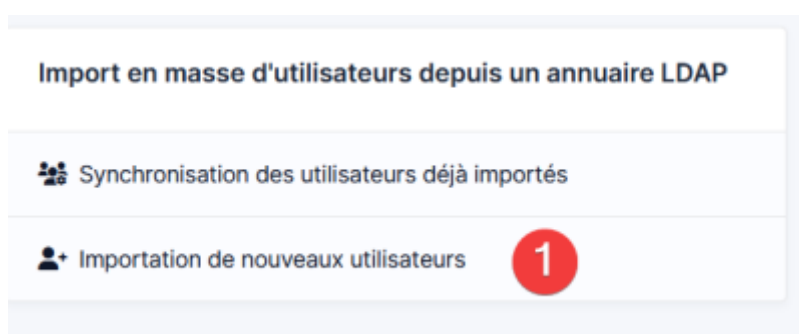 Import en masse d'utilisateurs depuis un annuaire LDAP
Synchronisation des utilisateurs déjà importés
Importation de nouveaux utilisateurs 1